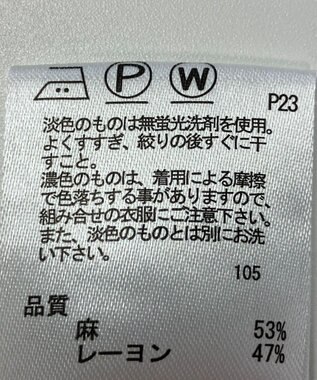 P W
P23
淡色のものは無蛍光洗剤を使用。
よくすすぎ、絞りの後すぐに干
すこと。
濃色のものは、着用による摩擦
で色落ちする事がありますので、
組み合せの衣服にご注意下さい。
また、淡色のものとは別にお洗
い下さい。
105
品質
麻 53%
レーヨン 47%